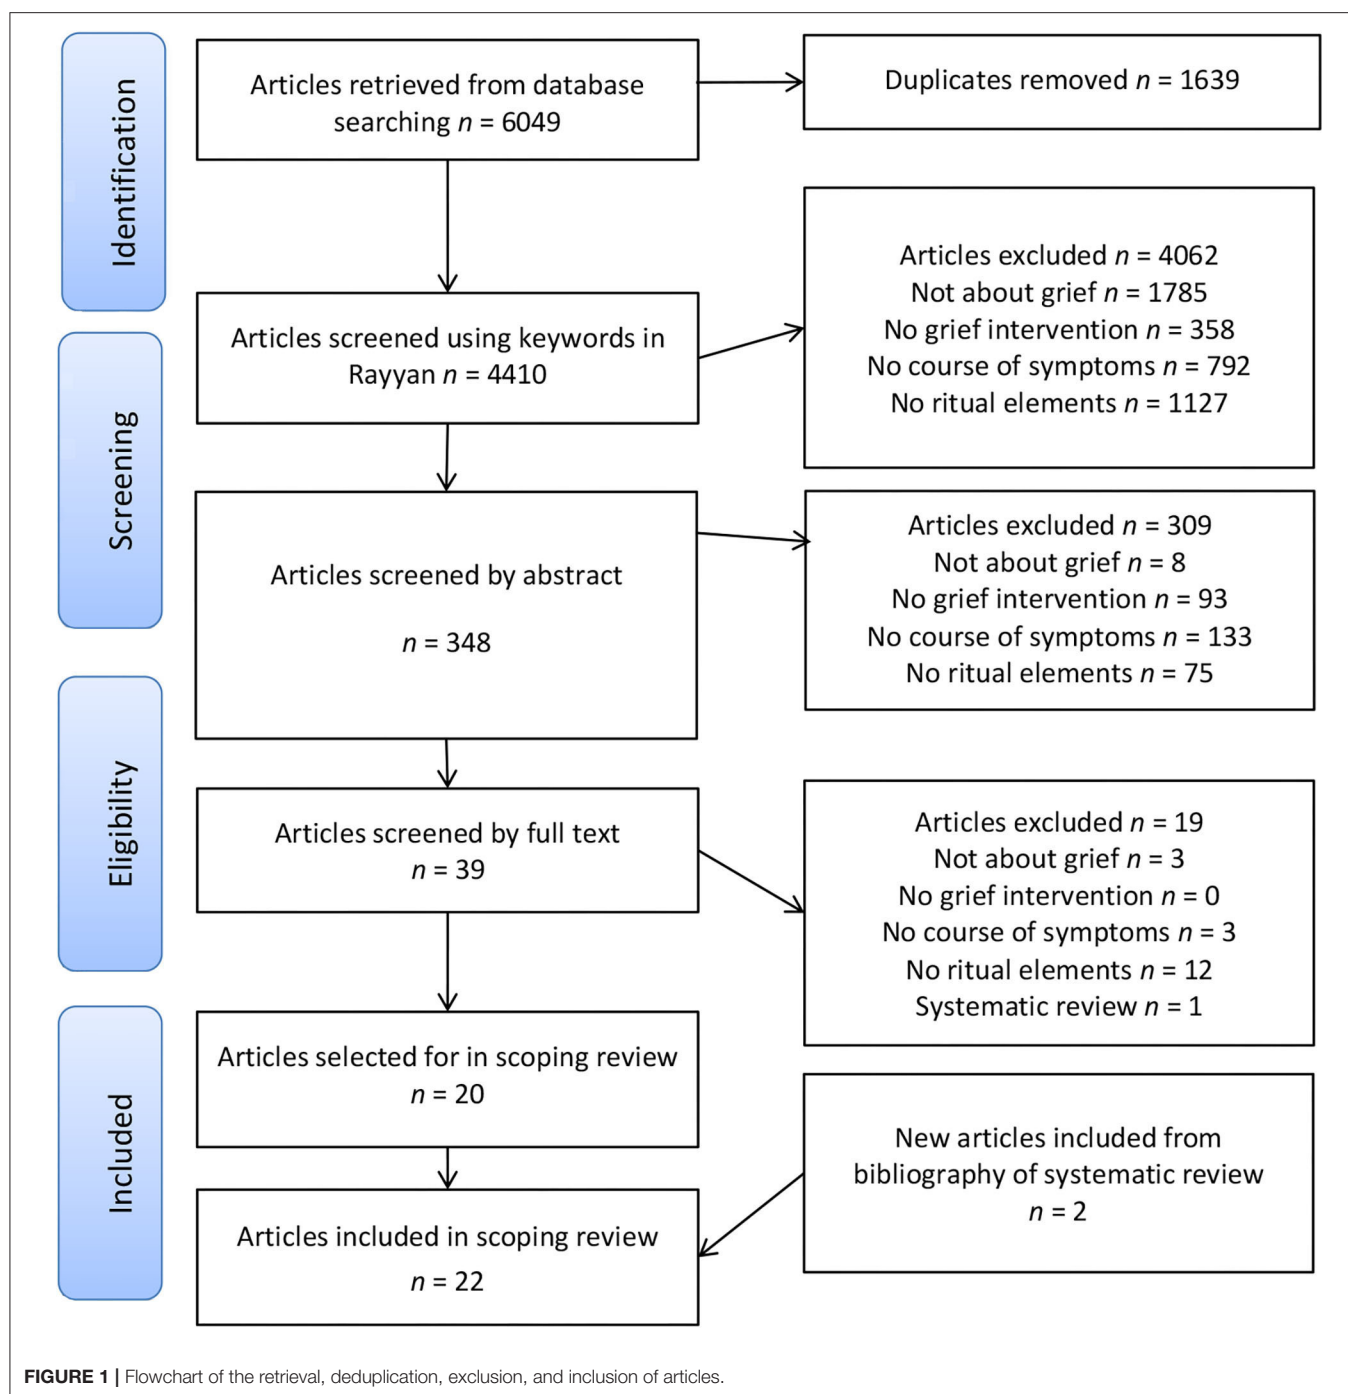 Identification
Articles retrieved from database
searching n = 6049
Duplicates removed n = 1639
Articles screened using keywords in
Rayyan n = 4410
Articles excluded n = 4062
Not about grief n = 1785
No grief intervention n = 358
No course of symptoms n = 792
No ritual elements n = 1127
Screening
Articles screened by abstract
n = 348
Articles excluded n = 309
Not about grief n = 8
No grief intervention n = 93
No course of symptoms n = 133
No ritual elements n = 75
Eligibility
Articles screened by full text
n = 39
Articles excluded n = 19
Not about grief n = 3
No grief intervention n = 0
No course of symptoms n = 3
No ritual elements n = 12
Systematic review n = 1
Included
Articles selected for in scoping review
n = 20
New articles included from
bibliography of systematic review
n = 2
Articles included in scoping review
n = 22
FIGURE 1 | Flowchart of the retrieval, deduplication, exclusion, and inclusion of articles.